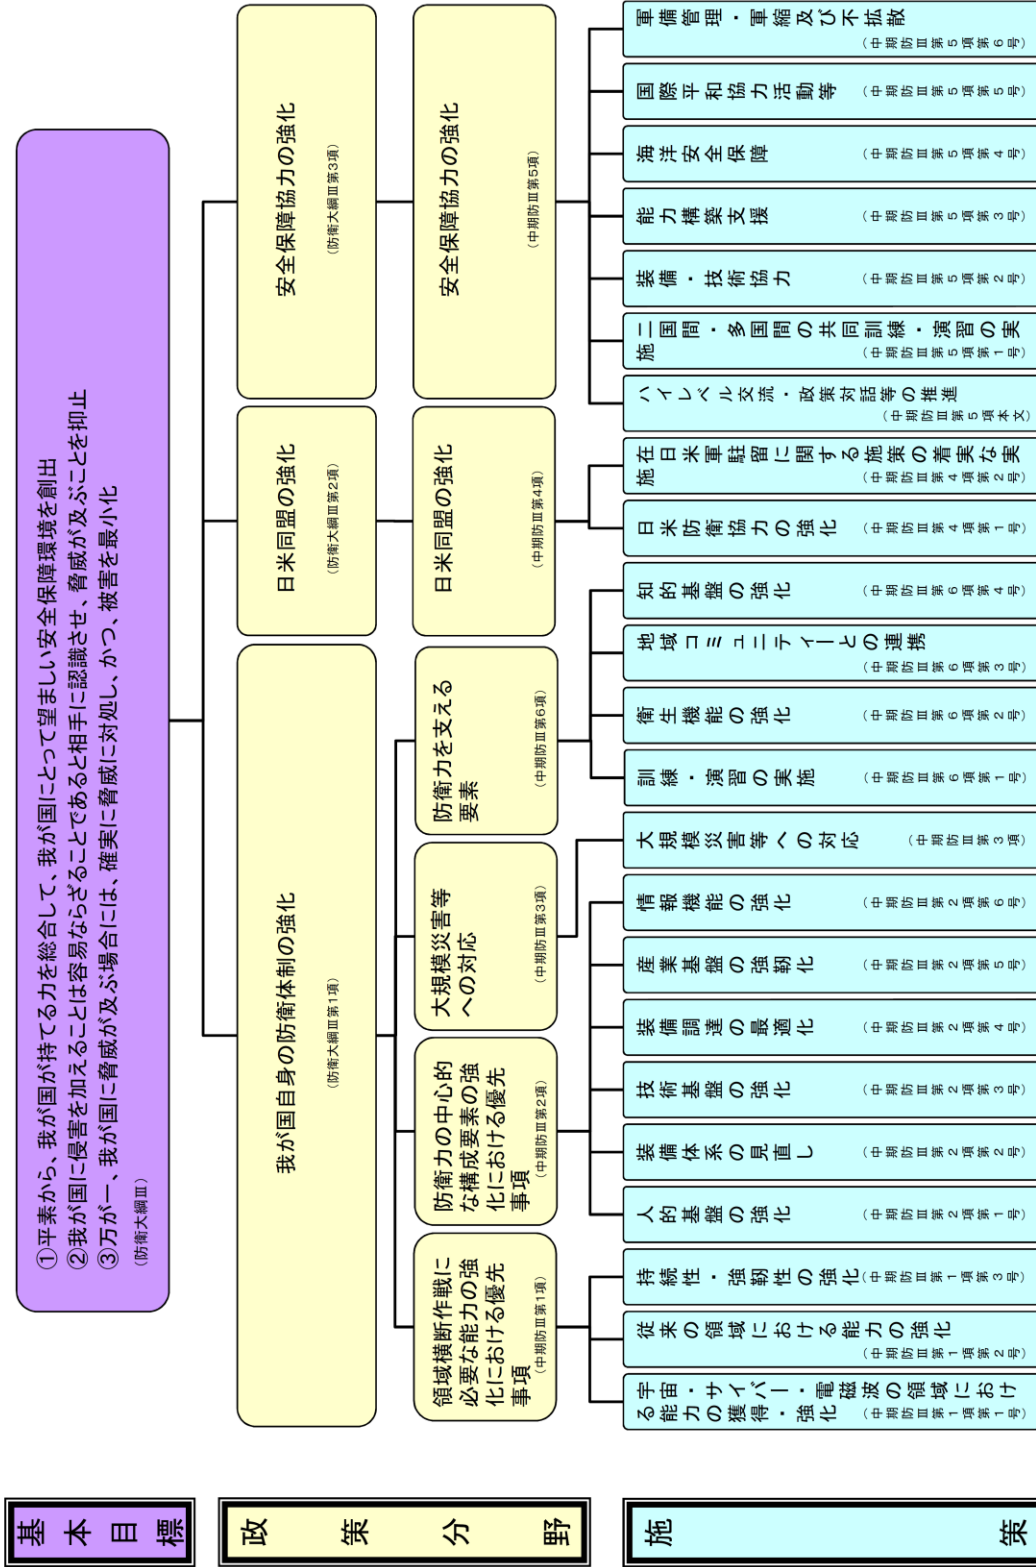 基本目標
①平素から、我が国が持てる力を総合して、我が国にとって望ましい安全保障環境を創出
②我が国に侵害を加えることは容易ならざることであると相手に認識させ、脅威が及ぶことを抑止
③万が一、我が国に脅威が及ぶ場合には、確実に脅威に対処し、かつ、被害を最小化
(防衛大綱Ⅲ)
政策分野
我が国自身の防衛体制の強化
(防衛大綱Ⅲ第1項)
日米同盟の強化
(防衛大綱Ⅲ第2項)
安全保障協力の強化
(防衛大綱Ⅲ第3項)
領域横断作戦に
必要な能力の強
化における優先
事項
(中期防Ⅲ第1項)
防衛力の中心的
な構成要素の強
化における優先
事項
(中期防Ⅲ第2項)
大規模災害等
への対応
(中期防Ⅲ第3項)
防衛力を支える
要素
(中期防Ⅲ第6項)
日米同盟の強化
(中期防Ⅲ第4項)
安全保障協力の強化
(中期防Ⅲ第5項)
施策
宇宙・サイバー・電磁波の領域におけ
る能力の獲得・強化
(中期防Ⅲ第1項第1号)
従来の領域における能力の強化
(中期防Ⅲ第1項第2号)
持続性・強靭性の強化
(中期防Ⅲ第1項第3号)
人的基盤の強化
(中期防Ⅲ第2項第1号)
装備体系の見直し
(中期防Ⅲ第2項第2号)
技術基盤の強化
(中期防Ⅲ第2項第3号)
装備調達の最適化
(中期防Ⅲ第2項第4号)
産業基盤の強靭化
(中期防Ⅲ第2項第5号)
情報機能の強化
(中期防Ⅲ第2項第6号)
大規模災害等への対応
(中期防Ⅲ第3項)
訓練・演習の実施
(中期防Ⅲ第6項第1号)
衛生機能の強化
(中期防Ⅲ第6項第2号)
地域コミュニティーとの連携
(中期防Ⅲ第6項第3号)
知的基盤の強化
(中期防Ⅲ第6項第4号)
日米防衛協力の強化
(中期防Ⅲ第4項第1号)
在日米軍駐留に関する施策の着実な実
施
(中期防Ⅲ第4項第2号)
ハイレベル交流・政策対話等の推進
(中期防Ⅲ第5項本文)
二国間・多国間の共同訓練・演習の実
施
(中期防Ⅲ第5項第1号)
装備・技術協力
(中期防Ⅲ第5項第2号)
能力構築支援
(中期防Ⅲ第5項第3号)
海洋安全保障
(中期防Ⅲ第5項第4号)
国際平和協力活動等
(中期防Ⅲ第5項第5号)
軍備管理・軍縮及び不拡散
(中期防Ⅲ第5項第6号)